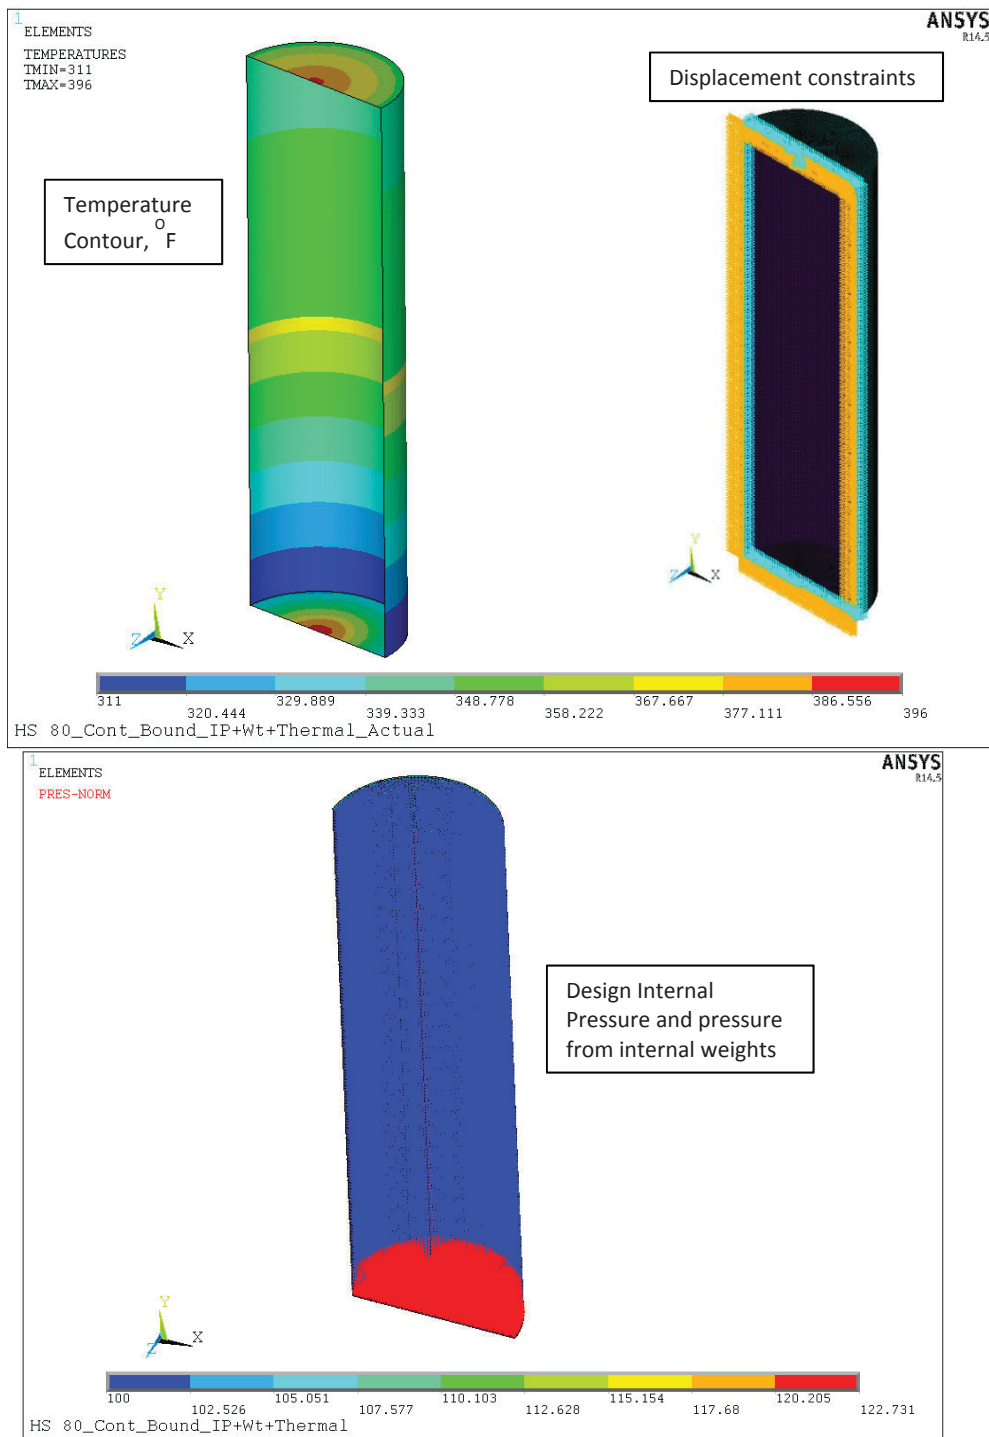 1
ELEMENTS
TEMPERATURES
TMIN=311
TMAX=396
ANSYS
R14.5
Displacement constraints
Temperature
Contour, °F
Y
Z
X
Y
Z
X
311
320.444
329.889
339.333
348.778
358.222
367.667
377.111
386.556
396
HS 80_Cont_Bound_IP+Wt+Thermal_Actual
1
ELEMENTS
PRES-NORM
ANSYS
R14.5
Design Internal
Pressure and pressure
from internal weights
Y
Z
X
100
102.526
105.051
107.577
110.103
112.628
115.154
117.68
120.205
122.731
HS 80_Cont_Bound_IP+Wt+Thermal